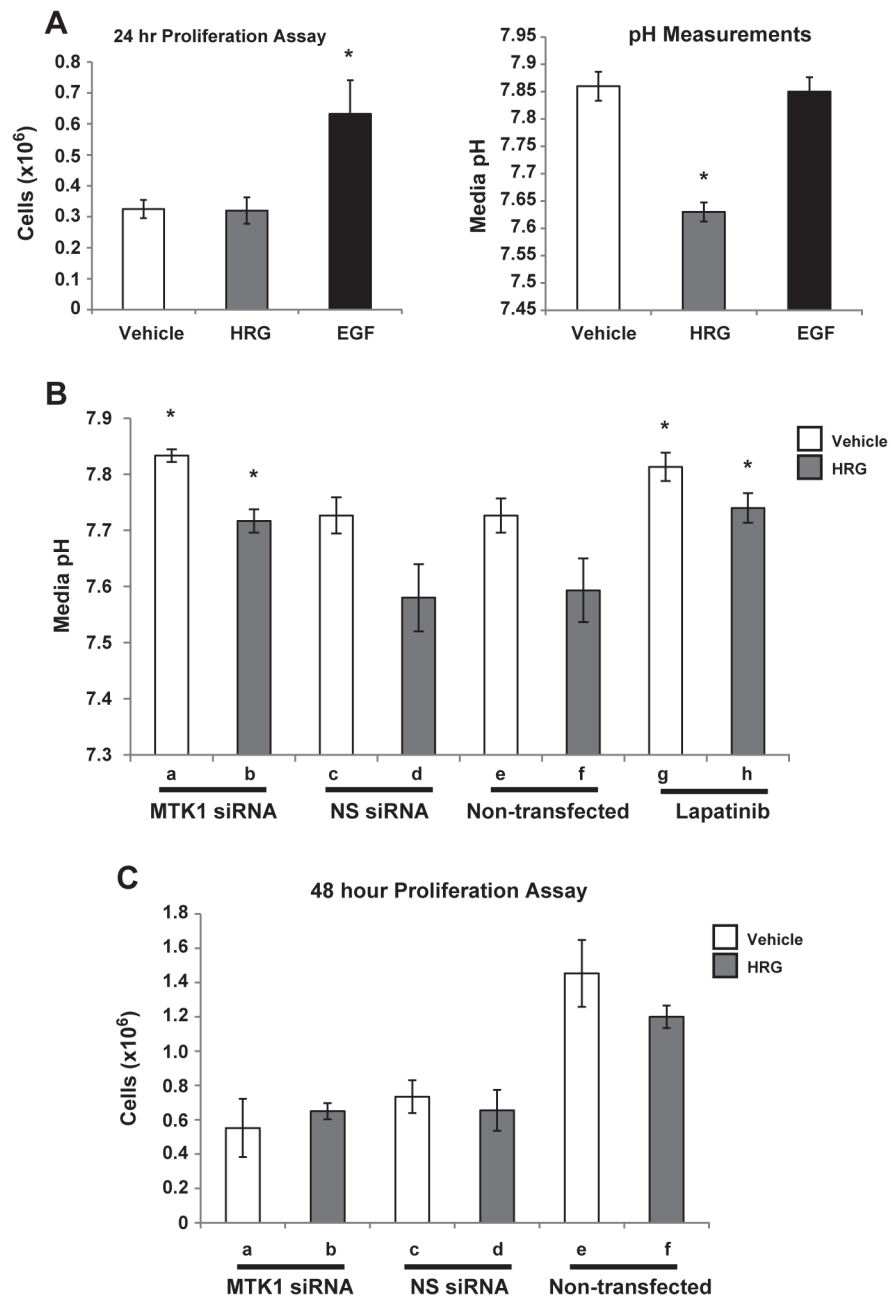 A
24 hr Proliferation Assay
*
0.8
0.7
0.6
0.5
0.4
0.3
0.2
0.1
0
Cells (x10⁶)
Vehicle HRG EGF
A
pH Measurements
*
7.95
7.9
7.85
7.8
7.75
7.7
7.65
7.6
7.55
7.5
7.45
Media pH
Vehicle HRG EGF
B
* * * *
Vehicle
HRG
7.9
7.8
7.7
7.6
7.5
7.4
7.3
Media pH
a b c d e f g h
MTK1 siRNA NS siRNA Non-transfected Lapatinib
C
48 hour Proliferation Assay
Vehicle
HRG
1.8
1.6
1.4
1.2
1.0
0.8
0.6
0.4
0.2
0
Cells (x10⁶)
a b c d e f
MTK1 siRNA NS siRNA Non-transfected